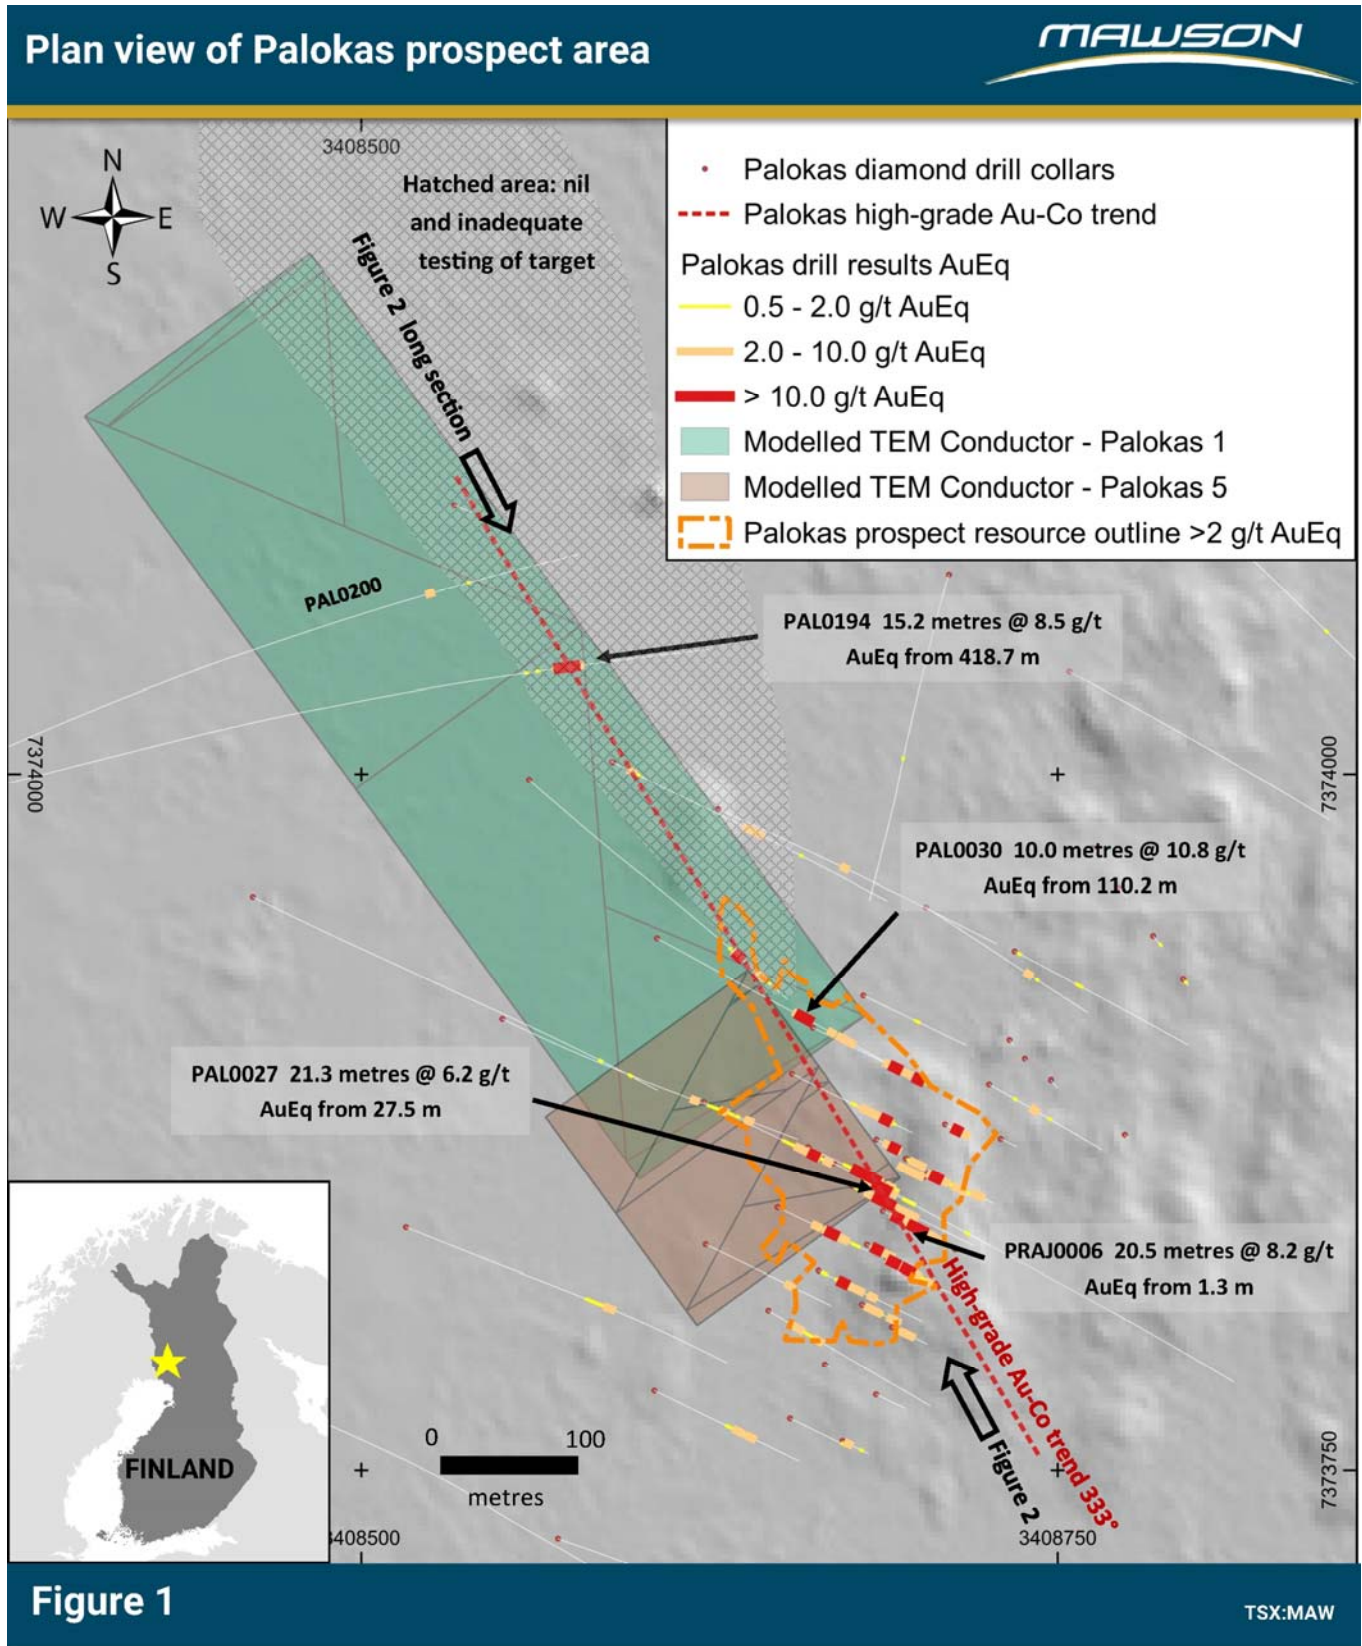 Plan view of Palokas prospect area
MAWSON
3408500
N
W E
S
Hatched area: nil
and inadequate
testing of target
Figure 2 long section
Palokas diamond drill collars
Palokas high-grade Au-Co trend
Palokas drill results AuEq
0.5 - 2.0 g/t AuEq
2.0 - 10.0 g/t AuEq
> 10.0 g/t AuEq
Modelled TEM Conductor - Palokas 1
Modelled TEM Conductor - Palokas 5
Palokas prospect resource outline >2 g/t AuEq
PAL0200
PAL0194 15.2 metres @ 8.5 g/t
AuEq from 418.7 m
7374000
7374000
PAL0030 10.0 metres @ 10.8 g/t
AuEq from 110.2 m
PAL0027 21.3 metres @ 6.2 g/t
AuEq from 27.5 m
PRAJ0006 20.5 metres @ 8.2 g/t
AuEq from 1.3 m
High-grade Au-Co trend 333°
Figure 2
FINLAND
0 100
metres
7373750
3408500
3408750
Figure 1
TSX:MAW